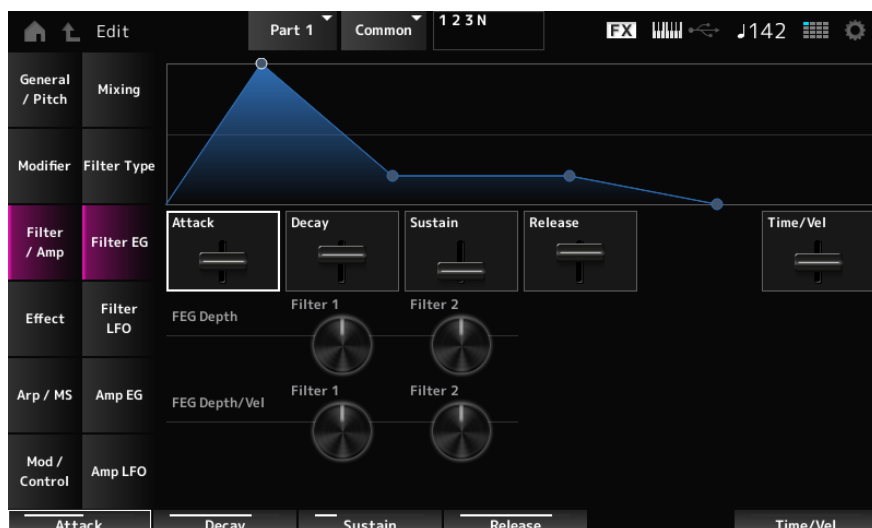 Edit
Part 1
Common
1 2 3 N
FX
♩142
General
/ Pitch
Mixing
Modifier
Filter Type
Filter
/ Amp
Filter EG
Effect
Filter
LFO
Arp / MS
Amp EG
Mod /
Control
Amp LFO
Attack
Decay
Sustain
Release
Time/Vel
FEG Depth
Filter 1
Filter 2
FEG Depth/Vel
Filter 1
Filter 2
Attack
Decay
Sustain
Release
Time/Vel